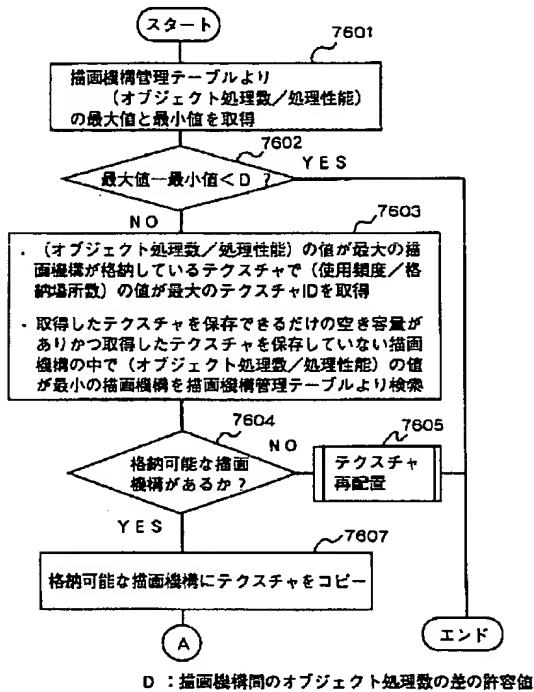 スタート
7601
描画機構管理テーブルより
(オブジェクト処理数/処理性能)
の最大値と最小値を取得
7602
YES
最大値ー最小値<D ?
NO
7603
・(オブジェクト処理数/処理性能)の値が最大の描
画機構が格納しているテクスチャで(使用頻度/格
納場所数)の値が最大のテクスチャIDを取得
・取得したテクスチャを保存できるだけの空き容量が
ありかつ取得したテクスチャを保存していない描画
機構の中で(オブジェクト処理数/処理性能)の値
が最小の描画機構を描画機構管理テーブルより検索
7604
NO
7605
格納可能な描画
機構があるか?
テクスチャ
再配置
YES
7607
格納可能な描画機構にテクスチャをコピー
A
エンド
D :描画機構間のオブジェクト処理数の差の許容値